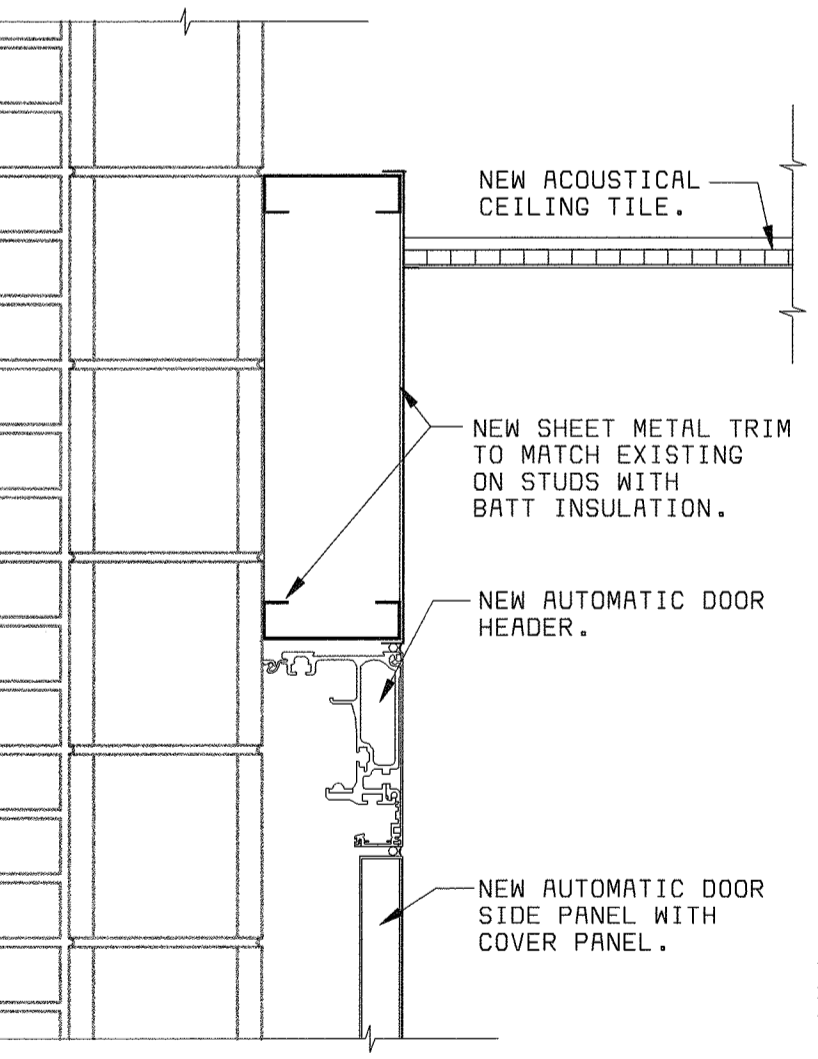 NEW ACOUSTICAL
CEILING TILE.
NEW SHEET METAL TRIM
TO MATCH EXISTING
ON STUDS WITH
BATT INSULATION.
NEW AUTOMATIC DOOR
HEADER.
NEW AUTOMATIC DOOR
SIDE PANEL WITH
COVER PANEL.